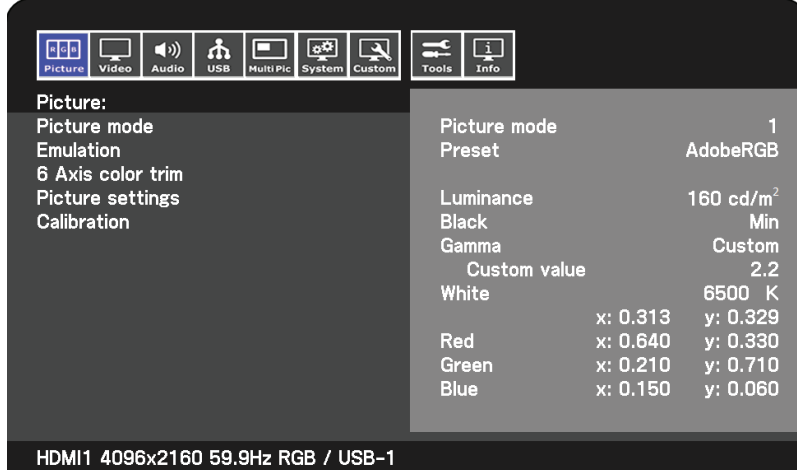 R G B
Picture Video Audio USB MultiPic System Custom Tools i Info
Picture:
Picture mode
Emulation
6 Axis color trim
Picture settings
Calibration
Picture mode 1
Preset AdobeRGB
Luminance 160 cd/m²
Black Min
Gamma Custom
Custom value 2.2
White 6500 K
x: 0.313 y: 0.329
Red x: 0.640 y: 0.330
Green x: 0.210 y: 0.710
Blue x: 0.150 y: 0.060
HDMI1 4096x2160 59.9Hz RGB / USB-1